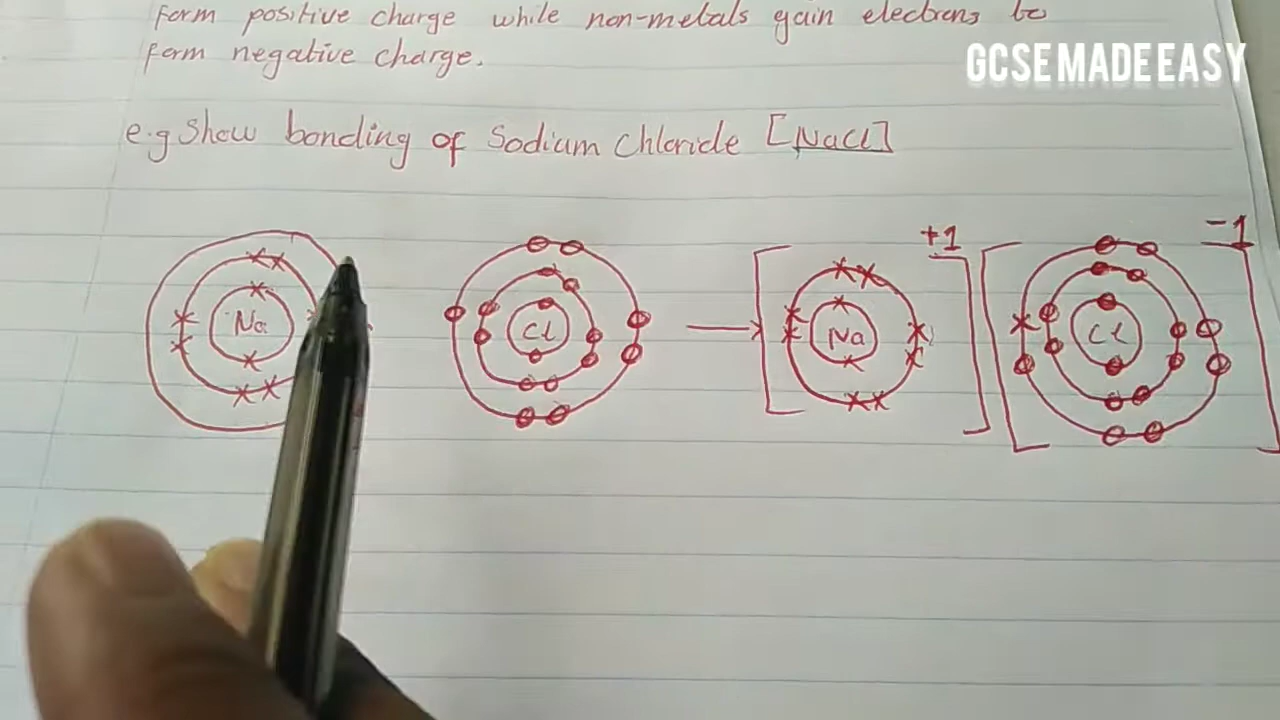 form positive charge while non-metals gain electrons to
form negative charge.
GCSE MADE EASY
e.g Show bonding of Sodium Chloride [NaCl]
+1
-1
Na
Cl
Na
Cl